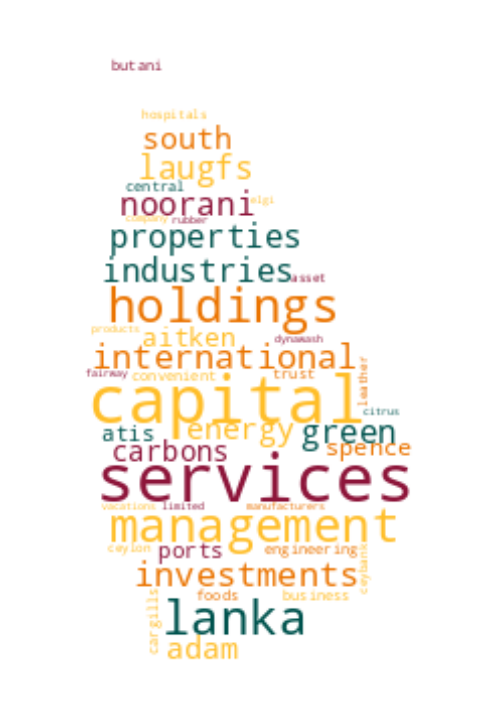 butani
hospitals
south
laugfs
central
noorani algi
company rubber
properties
industries asset
holdings
products aitken dynawash
international
fairway convenient trust leather
capital citrus
atis energy green
carbons spence
services
vacations limited manufacturers
management
ceylon ports engineering ceybank
investments
cargills foods business
lanka
adam